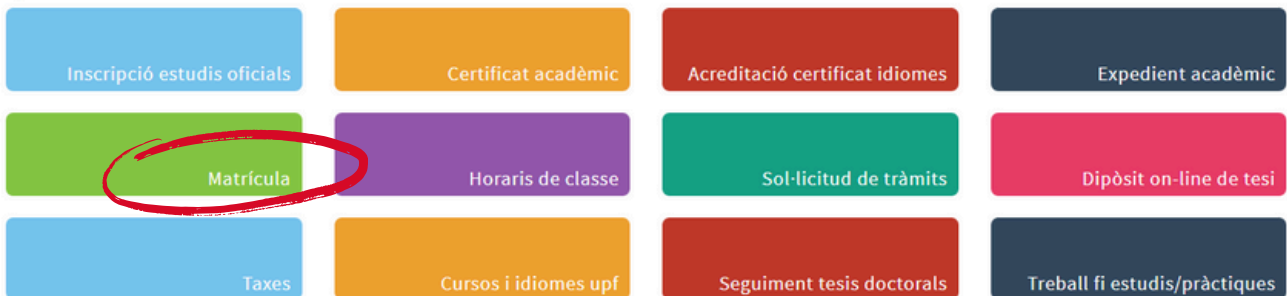 Inscripció estudis oficials
Certificat acadèmic
Acreditació certificat idiomes
Expedient acadèmic
Matrícula
Horaris de classe
Sol·licitud de tràmits
Dipòsit on-line de tesi
Taxes
Cursos i idiomes upf
Seguiment tesis doctorals
Treball fi estudis/pràctiques